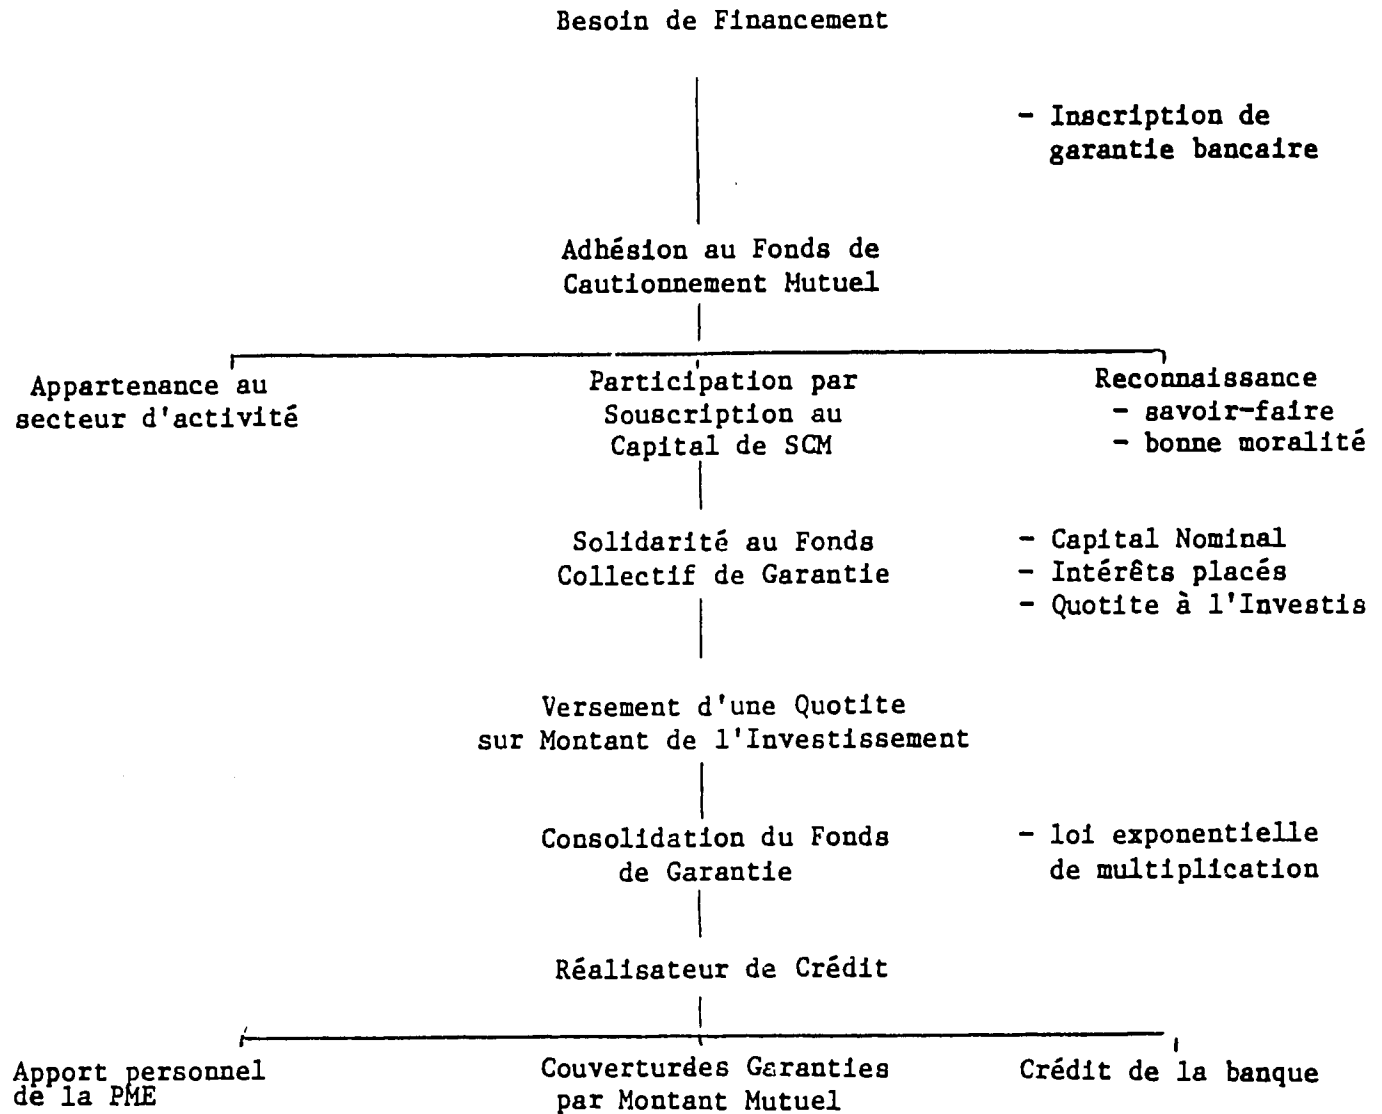 Besoin de Financement
- Inscription de
garantie bancaire
Adhésion au Fonds de
Cautionnement Mutuel
Appartenance au
secteur d'activité
Participation par
Souscription au
Capital de SCM
Reconnaissance
- savoir-faire
- bonne moralité
Solidarité au Fonds
Collectif de Garantie
- Capital Nominal
- Intérêts placés
- Quotite à l'Investis
Versement d'une Quotite
sur Montant de l'Investissement
Consolidation du Fonds
de Garantie
- loi exponentielle
de multiplication
Réalisateur de Crédit
Apport personnel
de la PME
Couverturdes Garanties
par Montant Mutuel
Crédit de la banque